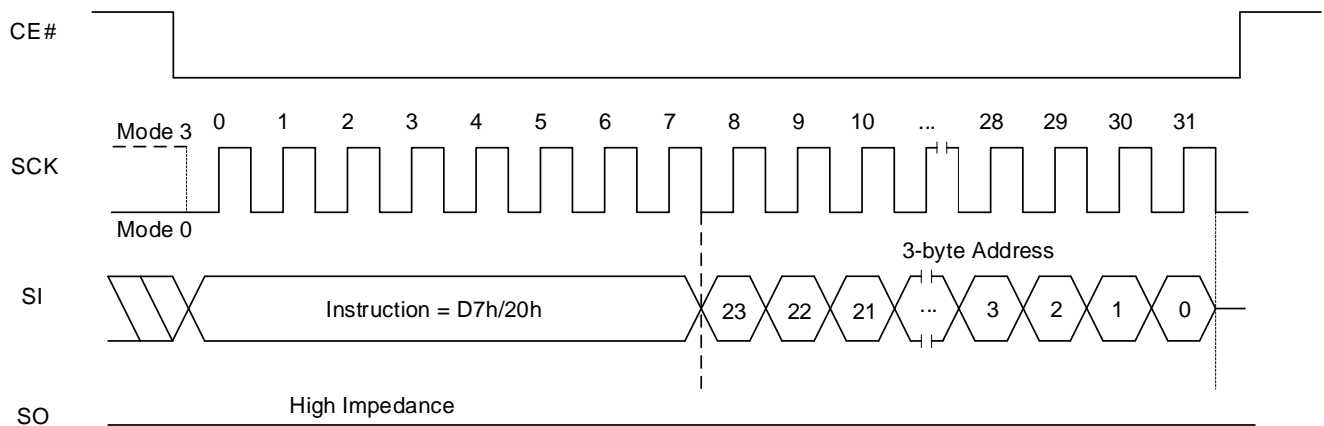 CE#
0 1 2 3 4 5 6 7 8 9 10 ... 28 29 30 31
Mode 3
SCK
Mode 0
3-byte Address
SI
Instruction = D7h/20h
23 22 21 ... 3 2 1 0
High Impedance
SO